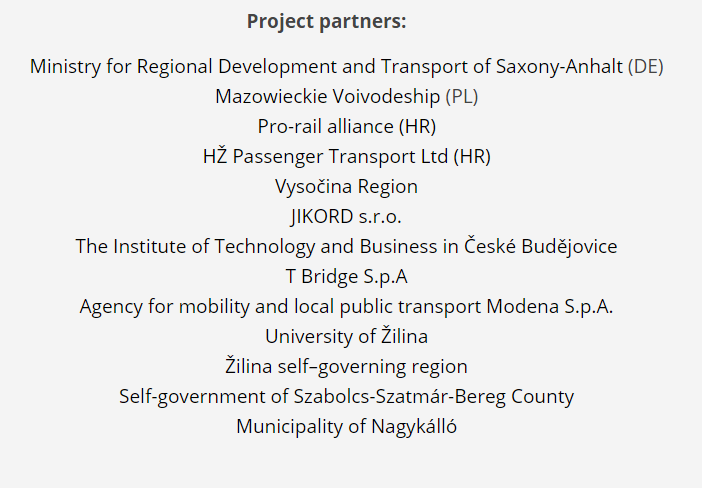 Project partners:
Ministry for Regional Development and Transport of Saxony-Anhalt (DE)
Mazowieckie Voivodeship (PL)
Pro-rail alliance (HR)
HŽ Passenger Transport Ltd (HR)
Vysočina Region
JIKORD s.r.o.
The Institute of Technology and Business in České Budějovice
T Bridge S.p.A
Agency for mobility and local public transport Modena S.p.A.
University of Žilina
Žilina self–governing region
Self-government of Szabolcs-Szatmár-Bereg County
Municipality of Nagykálló